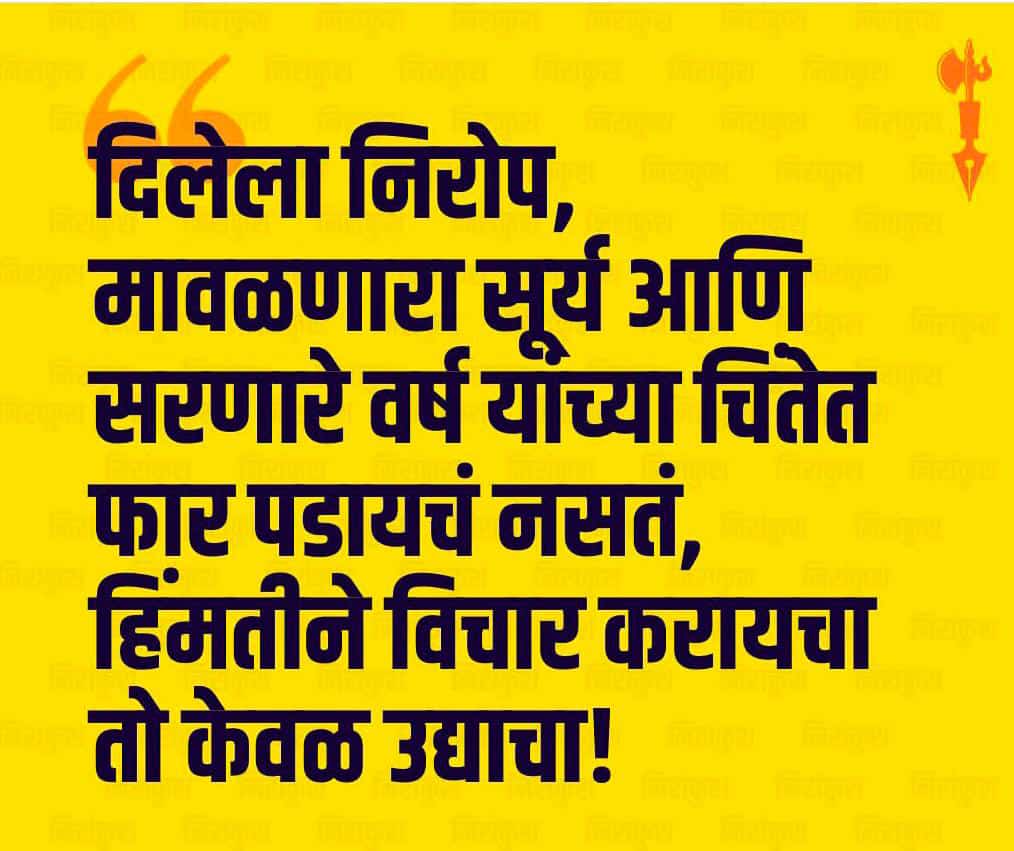 दिलेला निरोप,
मावळणारा सूर्य आणि
सरणारे वर्ष यांच्या चिंतेत
फार पडायचं नसतं,
हिंमतीने विचार करायचा
तो केवळ उद्याचा!